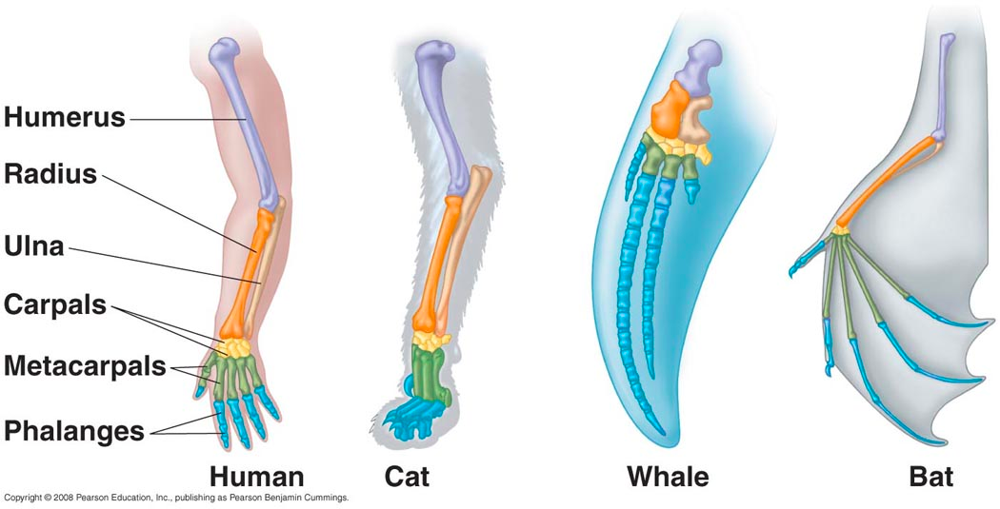 Humerus
Radius
Ulna
Carpals
Metacarpals
Phalanges
Human
Cat
Whale
Bat
Copyright © 2008 Pearson Education, Inc., publishing as Pearson Benjamin Cummings.